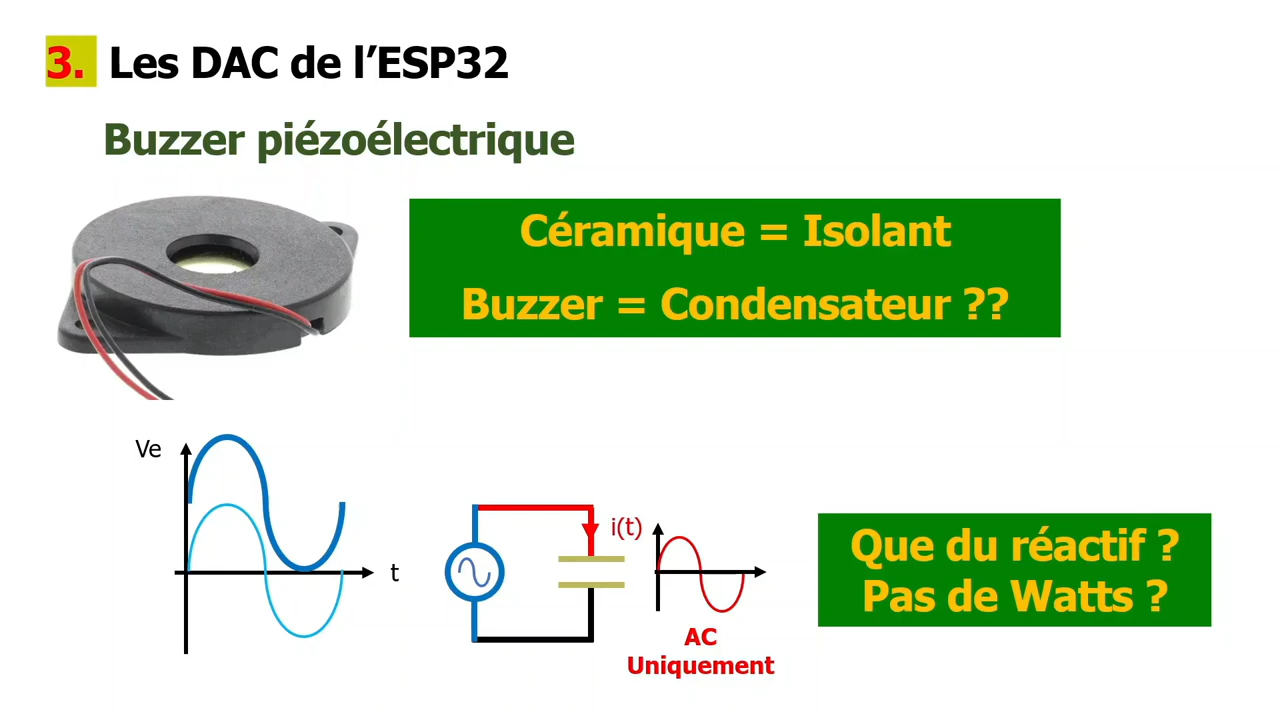 3. Les DAC de l’ESP32
Buzzer piézoélectrique
Céramique = Isolant
Buzzer = Condensateur ??
Ve
t
i(t)
AC
Uniquement
Que du réactif ?
Pas de Watts ?